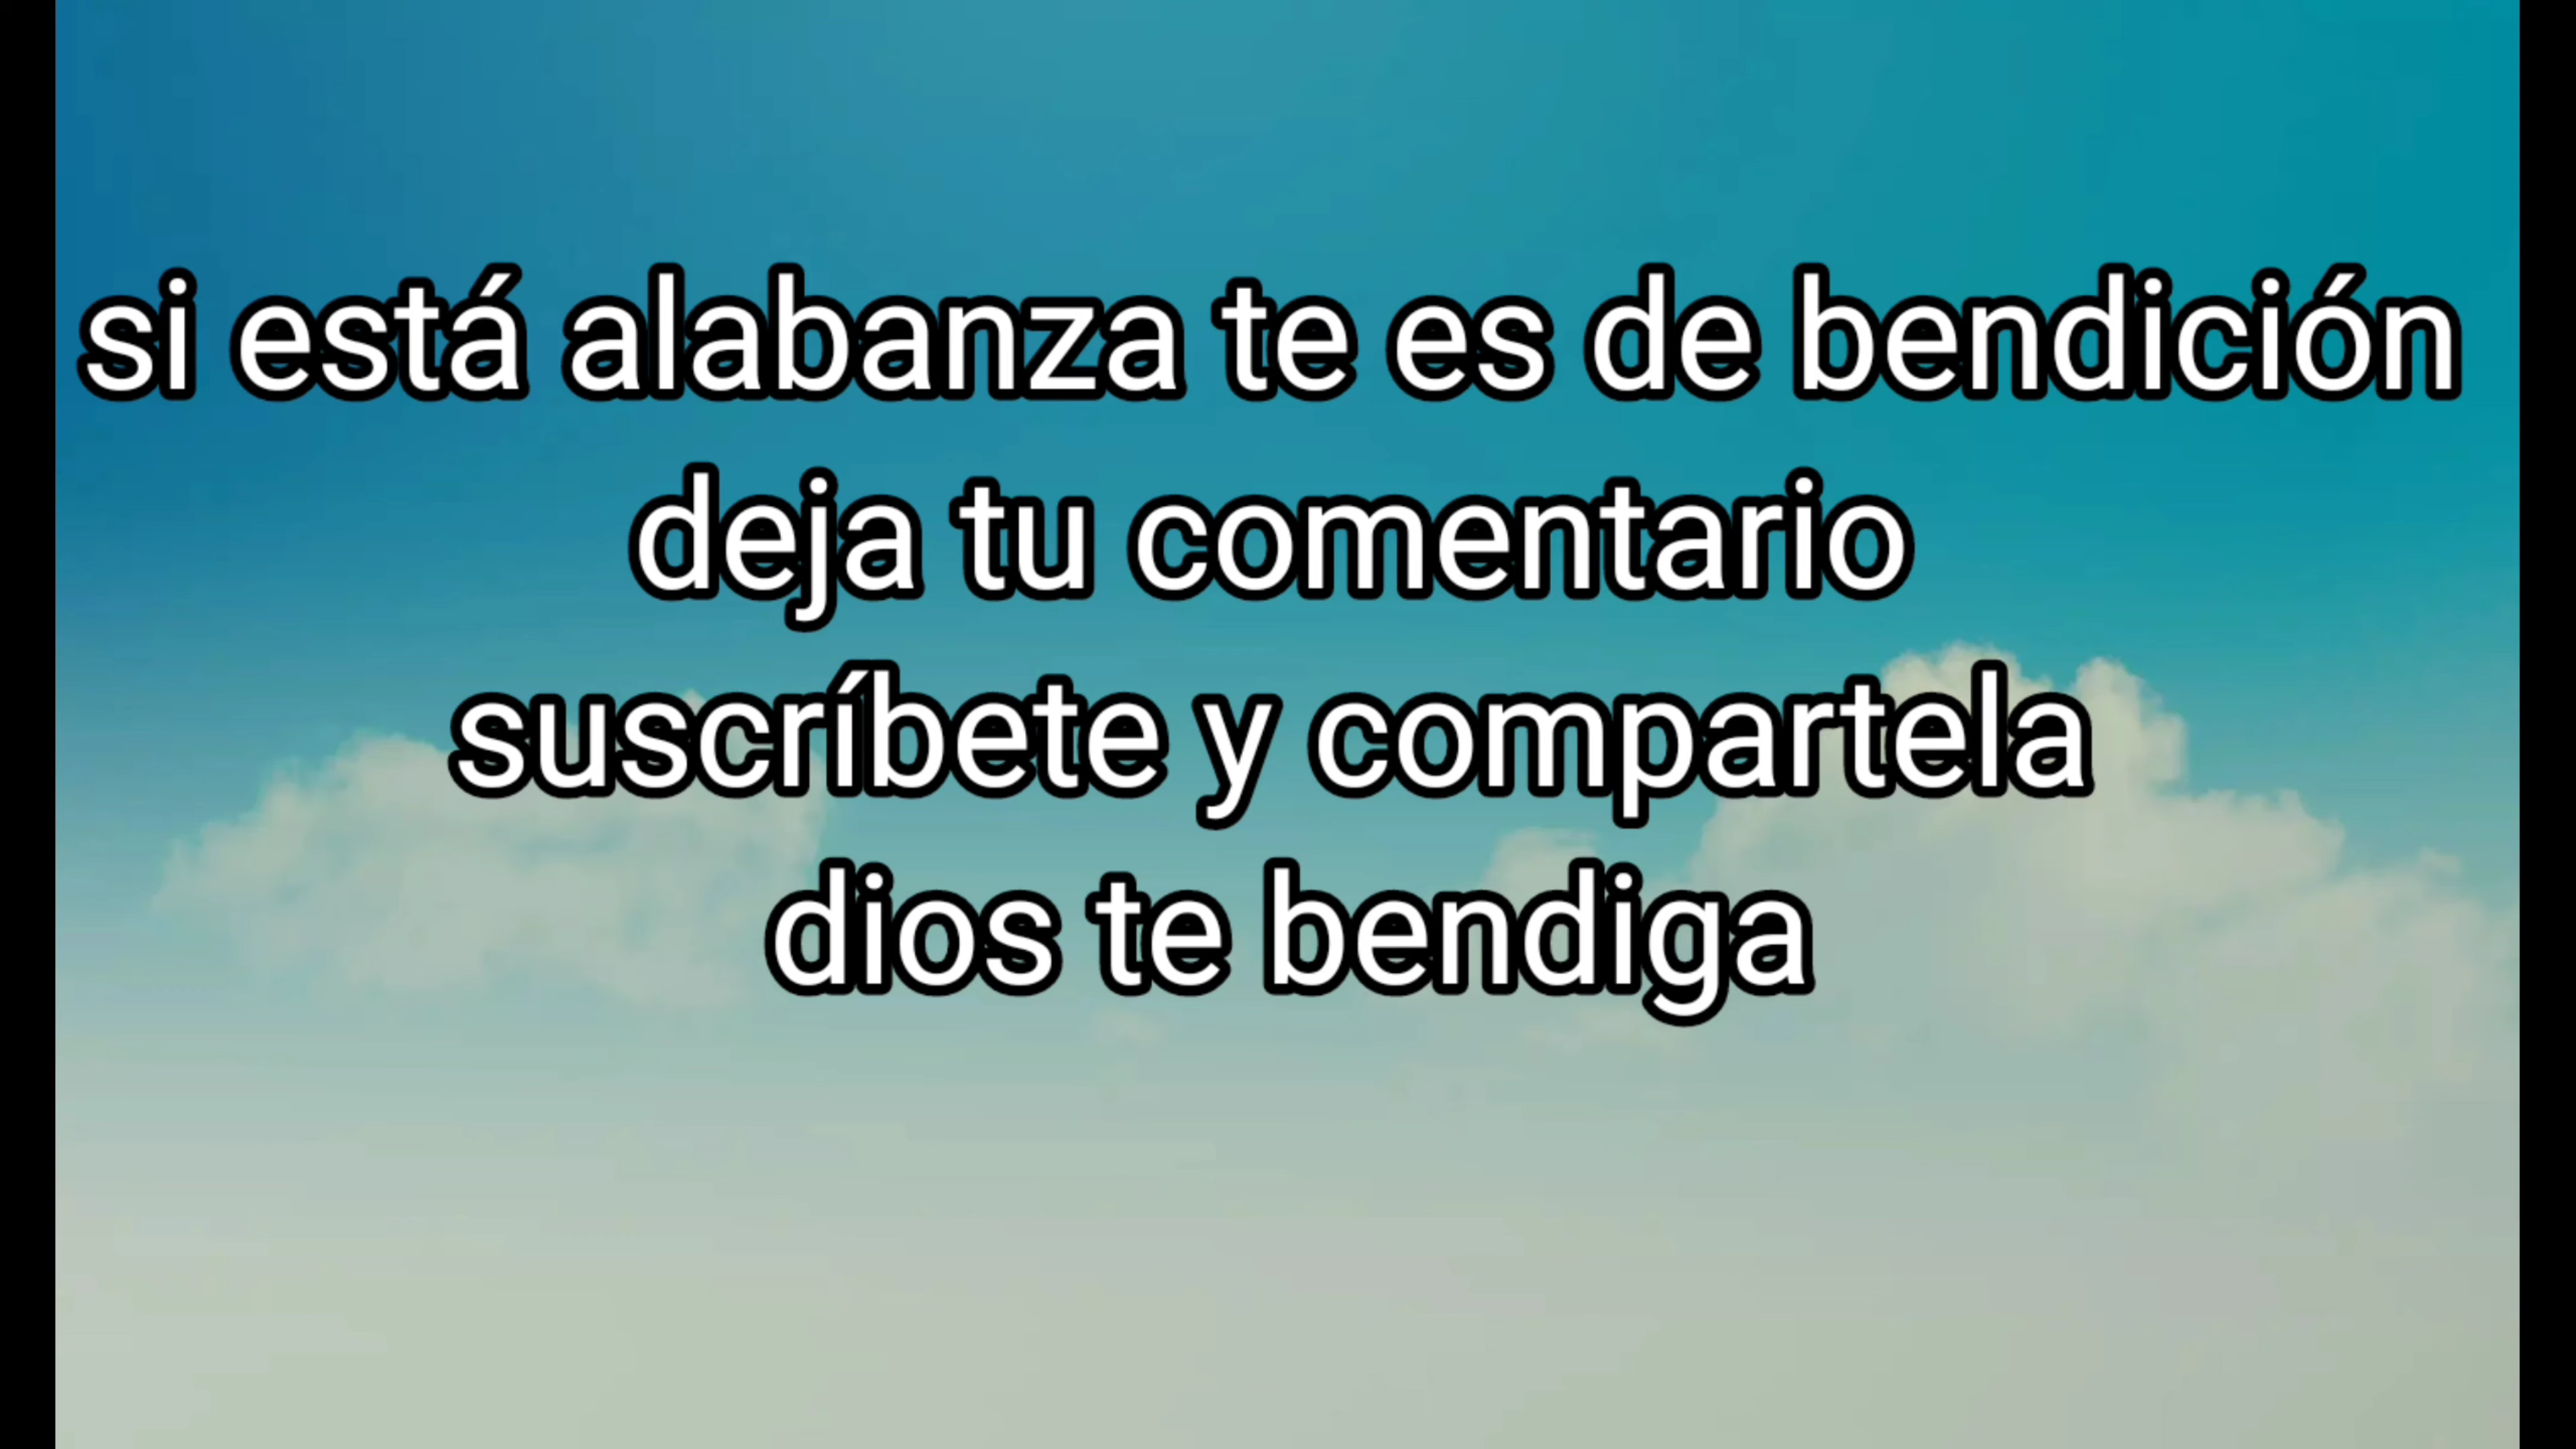 si está alabanza te es de bendición
deja tu comentario
suscríbete y compartela
dios te bendiga